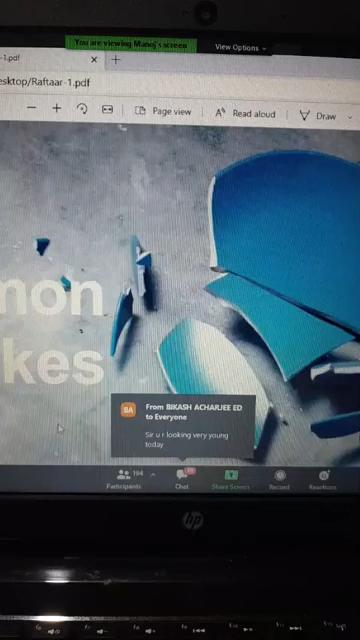 You are viewing Manoj's screen
View Options
-1.pdf
esktop/Raftaar-1.pdf
Page view
Read aloud
Draw
mon
kes
BA
From BIKASH ACHARJEE ED
to Everyone
Sir u r looking very young
today
194
Participants
Chat
Share Screen
Record
Reactions
hp